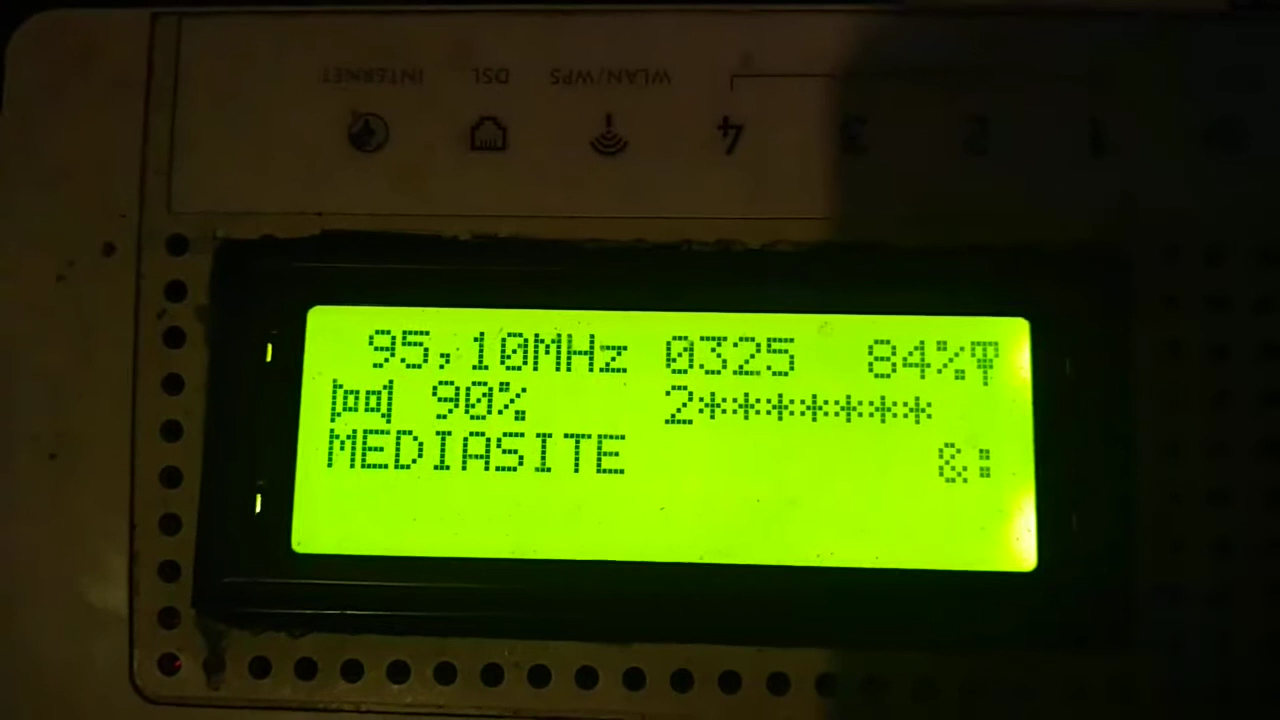 INTERNET DSL WLAN/WPS
4 3 2 1
95,10MHz 0325 84%
90% 2*******
MEDIASITE &: